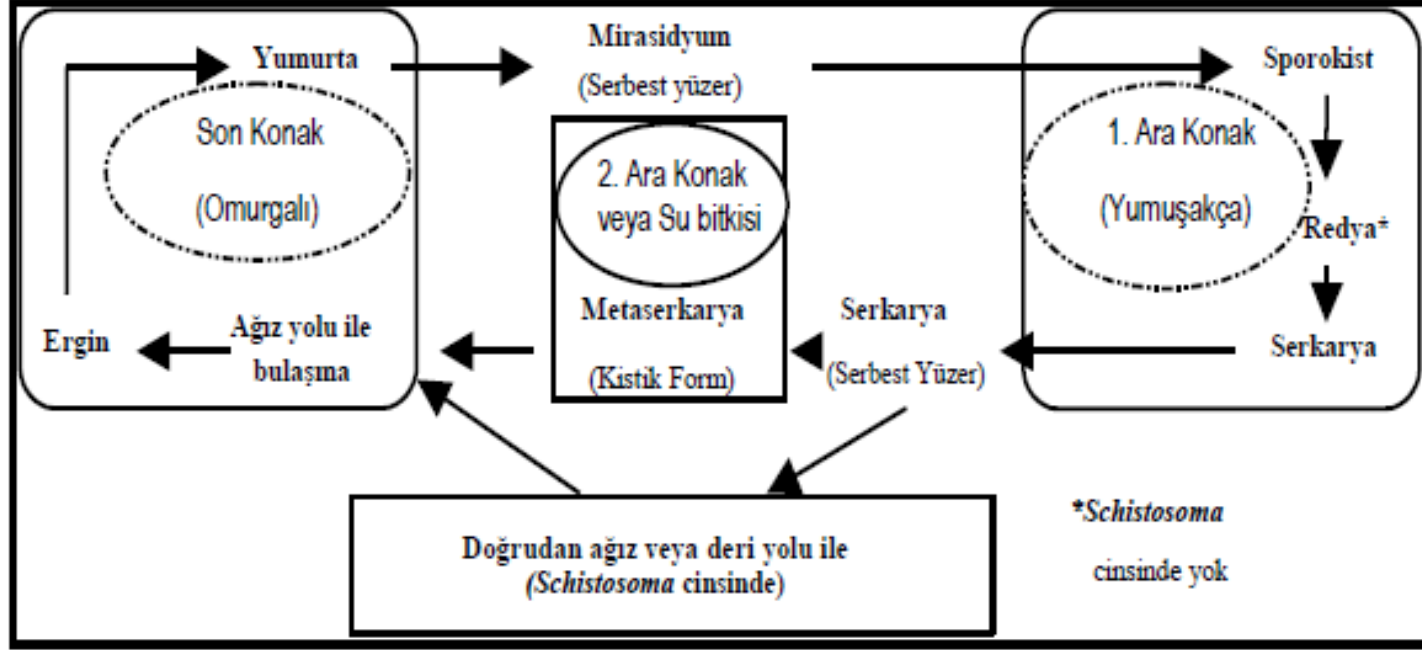 Yumurta
Son Konak
(Omurgalı)
Ergin
Ağız yolu ile
bulaşma
Mirasidyum
(Serbest yüzer)
2. Ara Konak
veya Su bitkisi
Metaserkarya
(Kistik Form)
Serkarya
(Serbest Yüzer)
Sporokist
1. Ara Konak
(Yumuşakça)
Redya*
Serkarya
Doğrudan ağız veya deri yolu ile
(Schistosoma cinsinde)
*Schistosoma
cinsinde yok